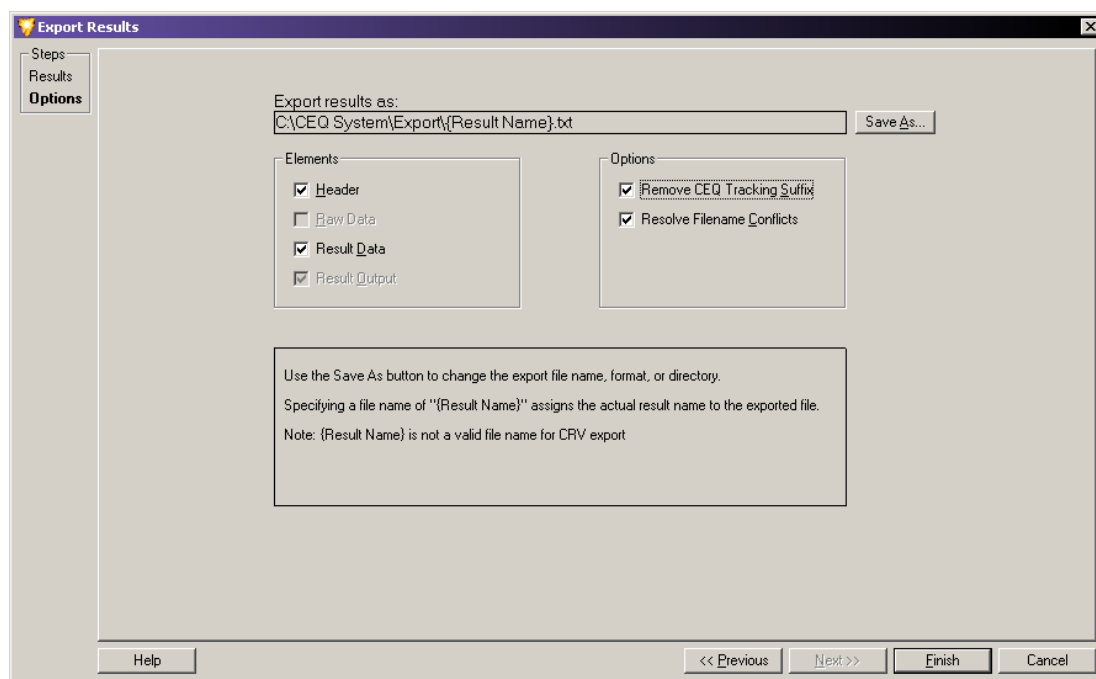 Export Results
Steps
Results
Options
Export results as:
C:\CEQ System\Export\{Result Name}.txt
Save As...
Elements
Header
Raw Data
Result Data
Result Output
Options
Remove CEQ Tracking Suffix
Resolve Filename Conflicts
Use the Save As button to change the export file name, format, or directory.
Specifying a file name of "{Result Name}" assigns the actual result name to the exported file.
Note: {Result Name} is not a valid file name for CRV export
Help
<< Previous
Next >>
Finish
Cancel